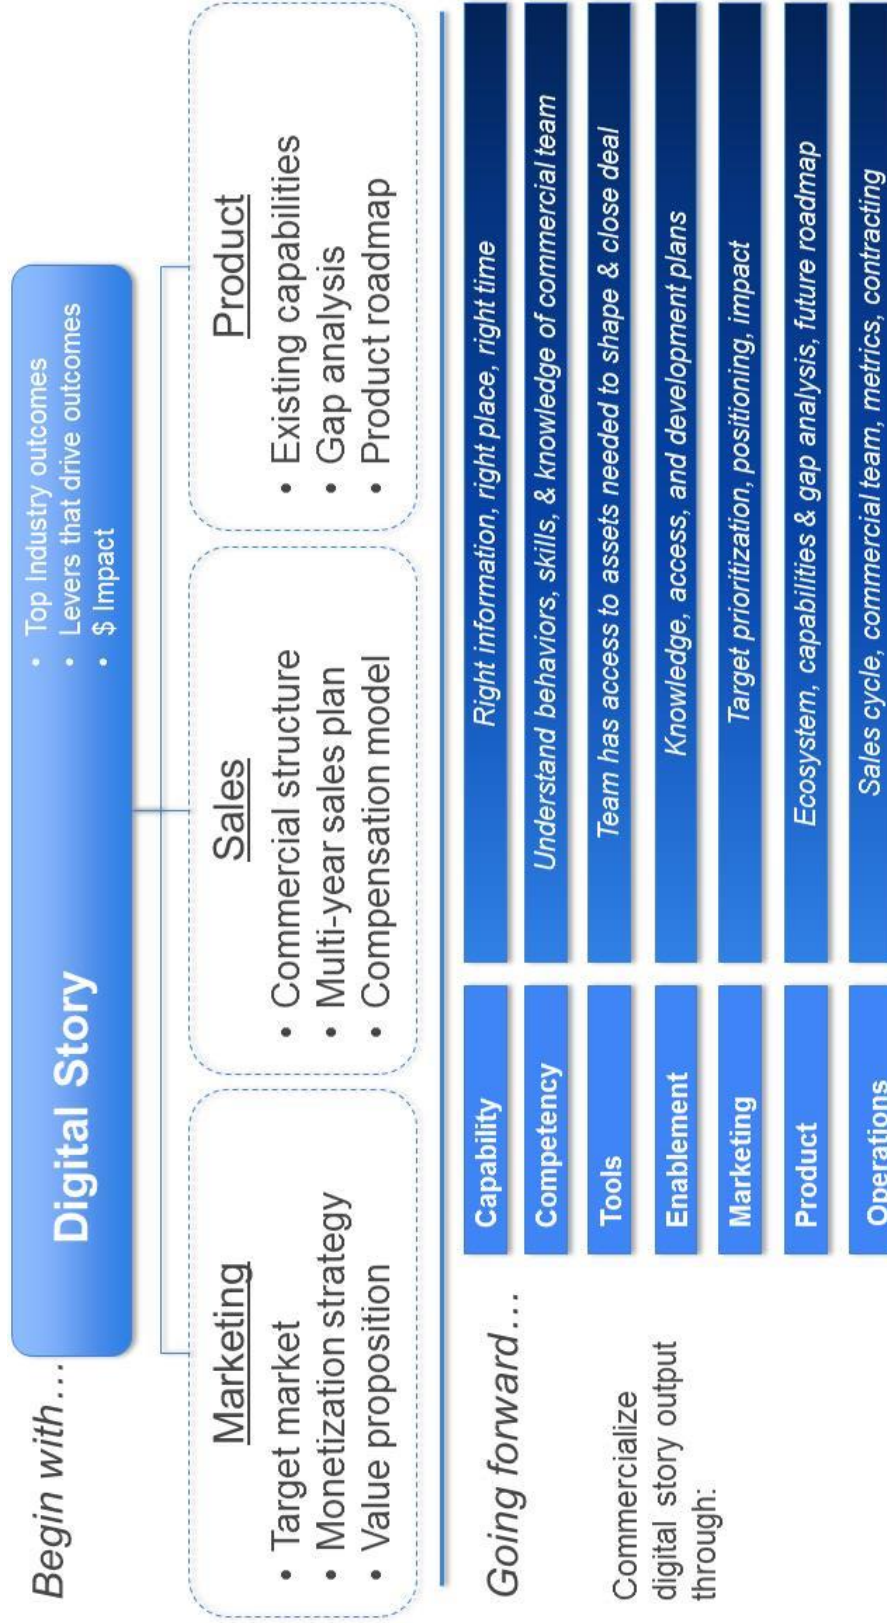 Begin with…
Digital Story
• Top Industry outcomes
• Levers that drive outcomes
• $ Impact
Marketing
• Target market
• Monetization strategy
• Value proposition
Sales
• Commercial structure
• Multi-year sales plan
• Compensation model
Product
• Existing capabilities
• Gap analysis
• Product roadmap
Going forward…
Commercialize
digital story output
through:
Capability
Right information, right place, right time
Competency
Understand behaviors, skills, & knowledge of commercial team
Tools
Team has access to assets needed to shape & close deal
Enablement
Knowledge, access, and development plans
Marketing
Target prioritization, positioning, impact
Product
Ecosystem, capabilities & gap analysis, future roadmap
Operations
Sales cycle, commercial team, metrics, contracting